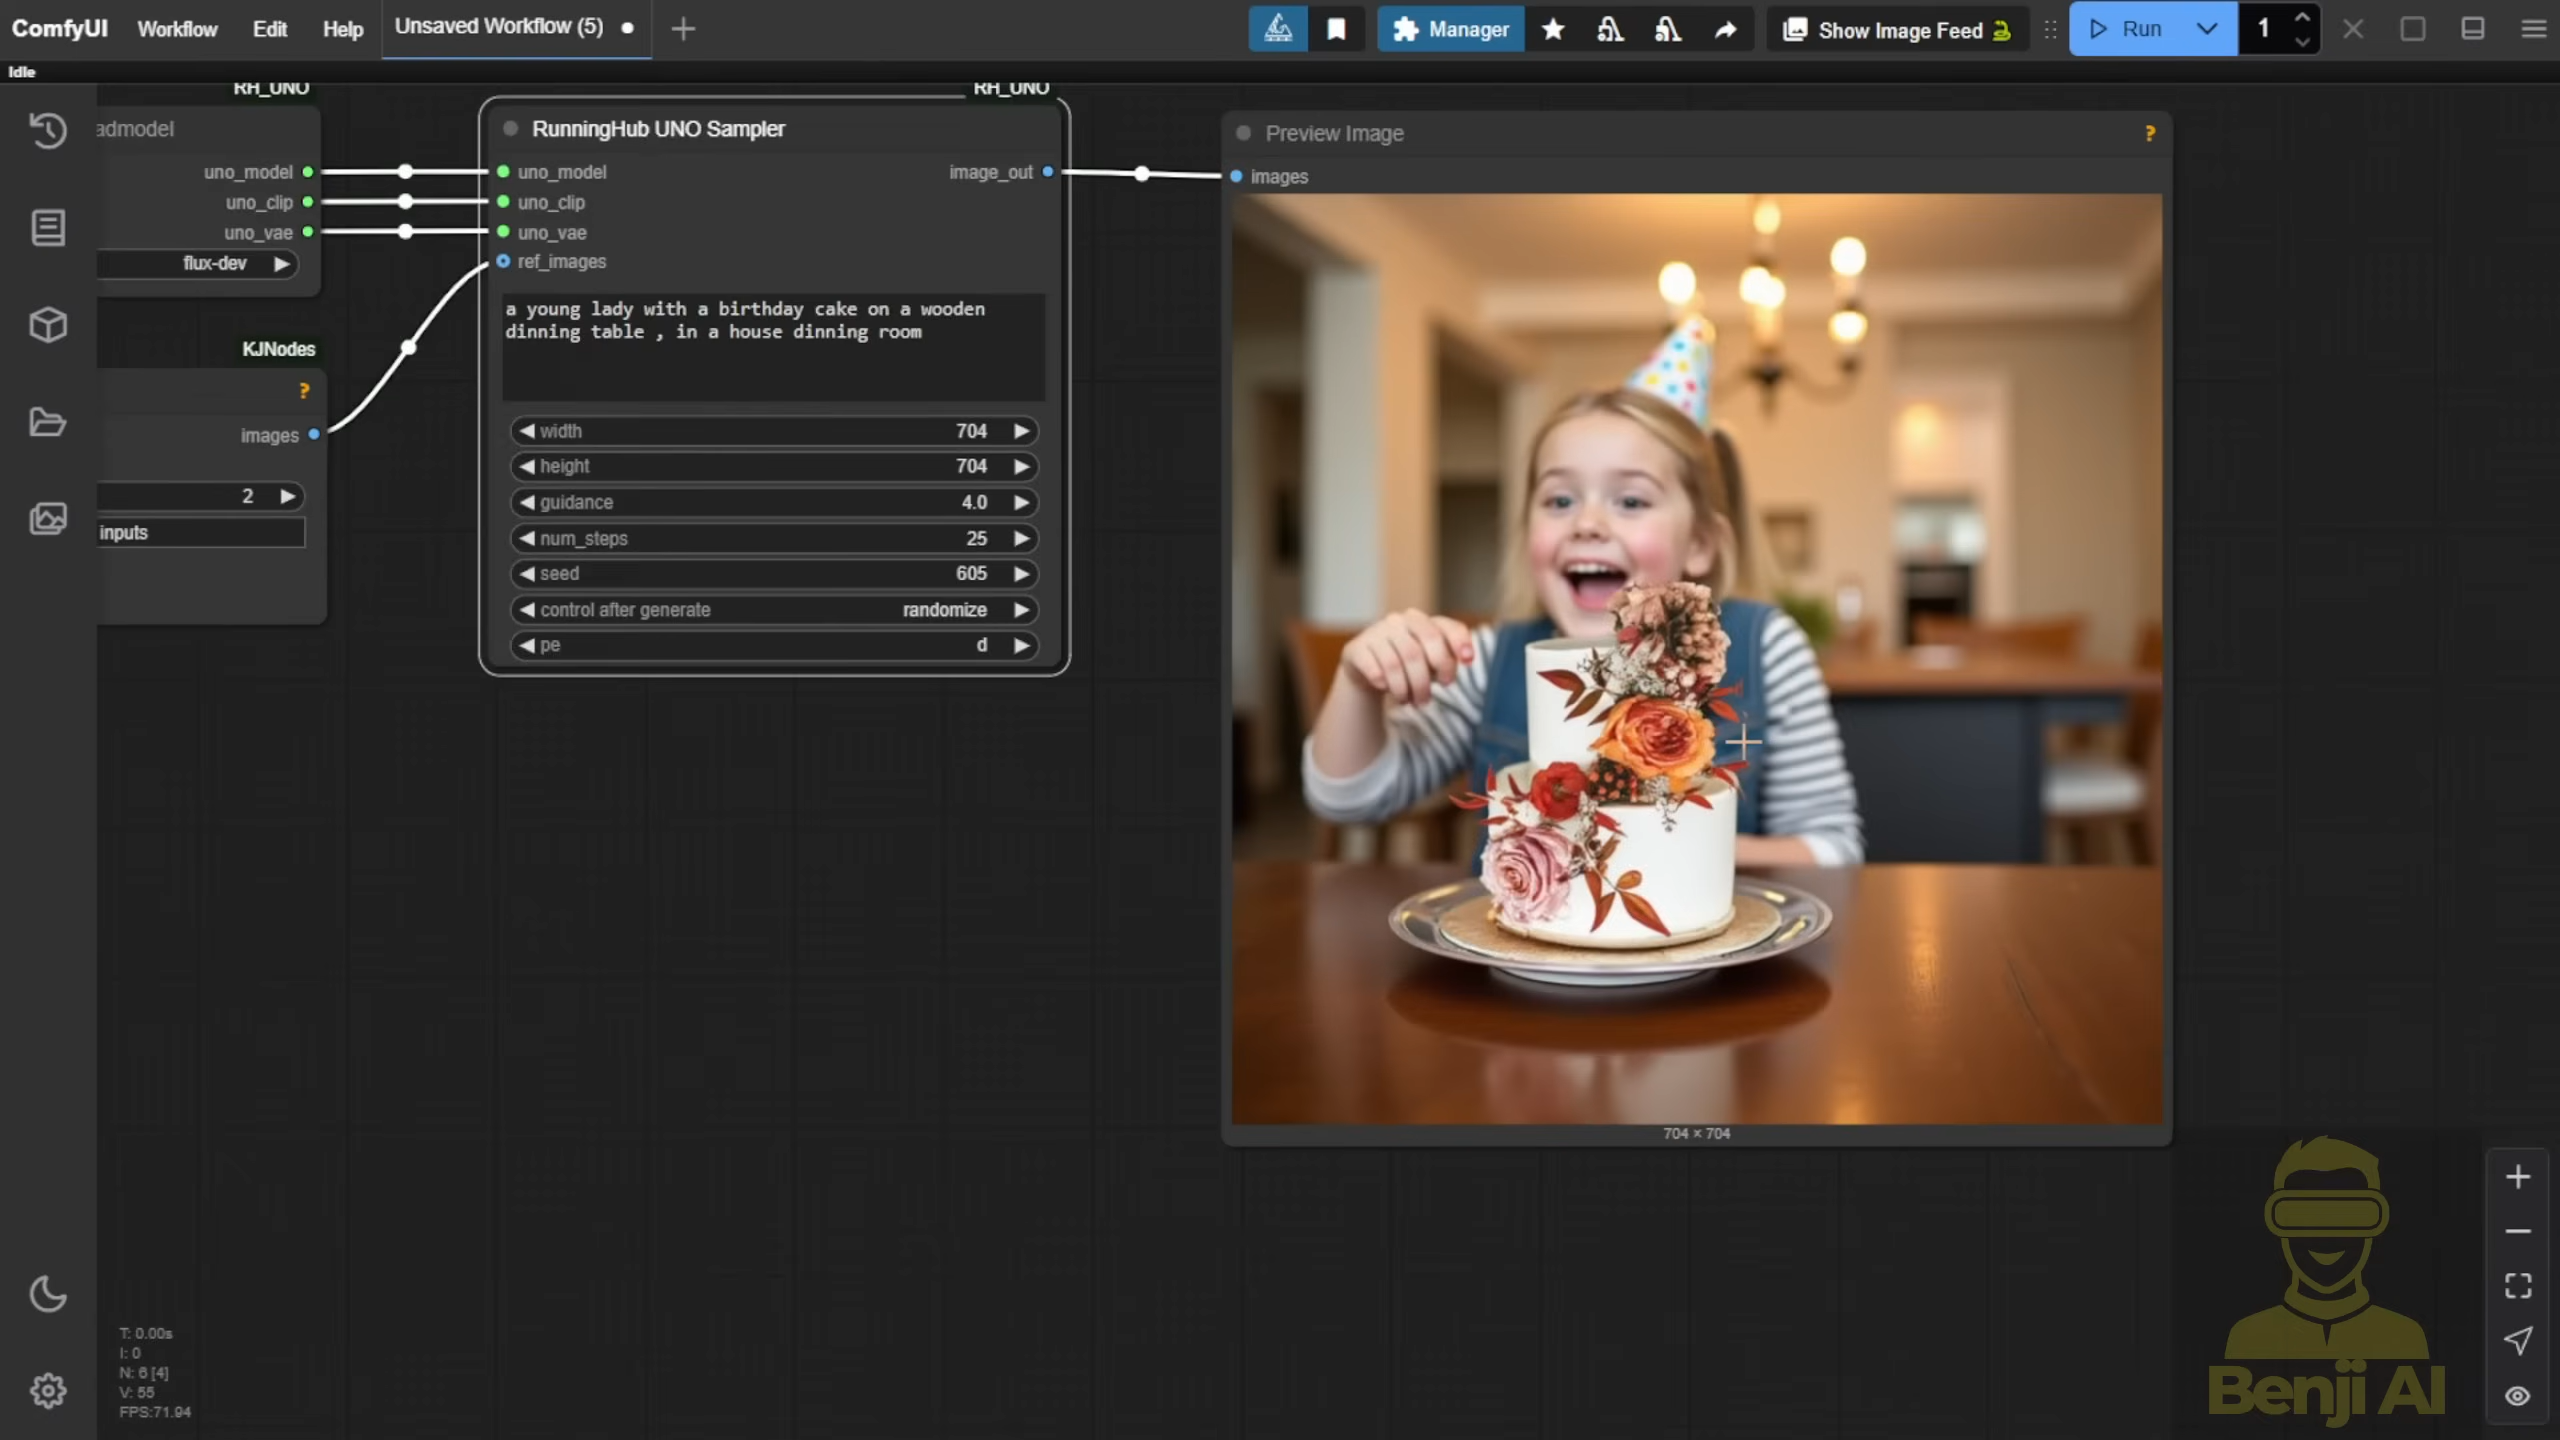 ComfyUI Workflow Edit Help Unsaved Workflow (5) Manager Show Image Feed Run 1
Idle
RH_UNO
admodel
uno_model
uno_clip
uno_vae
flux-dev
KJNodes
?
images
2
inputs
RH_UNO
RunningHub UNO Sampler
uno_model image_out
uno_clip
uno_vae
ref_images
a young lady with a birthday cake on a wooden
dinning table , in a house dinning room
width 704
height 704
guidance 4.0
num_steps 25
seed 605
control after generate randomize
pe d
Preview Image ?
images
704 × 704
T: 0.00s
I: 0
N: 6 [4]
V: 55
FPS:71.94
Benji AI